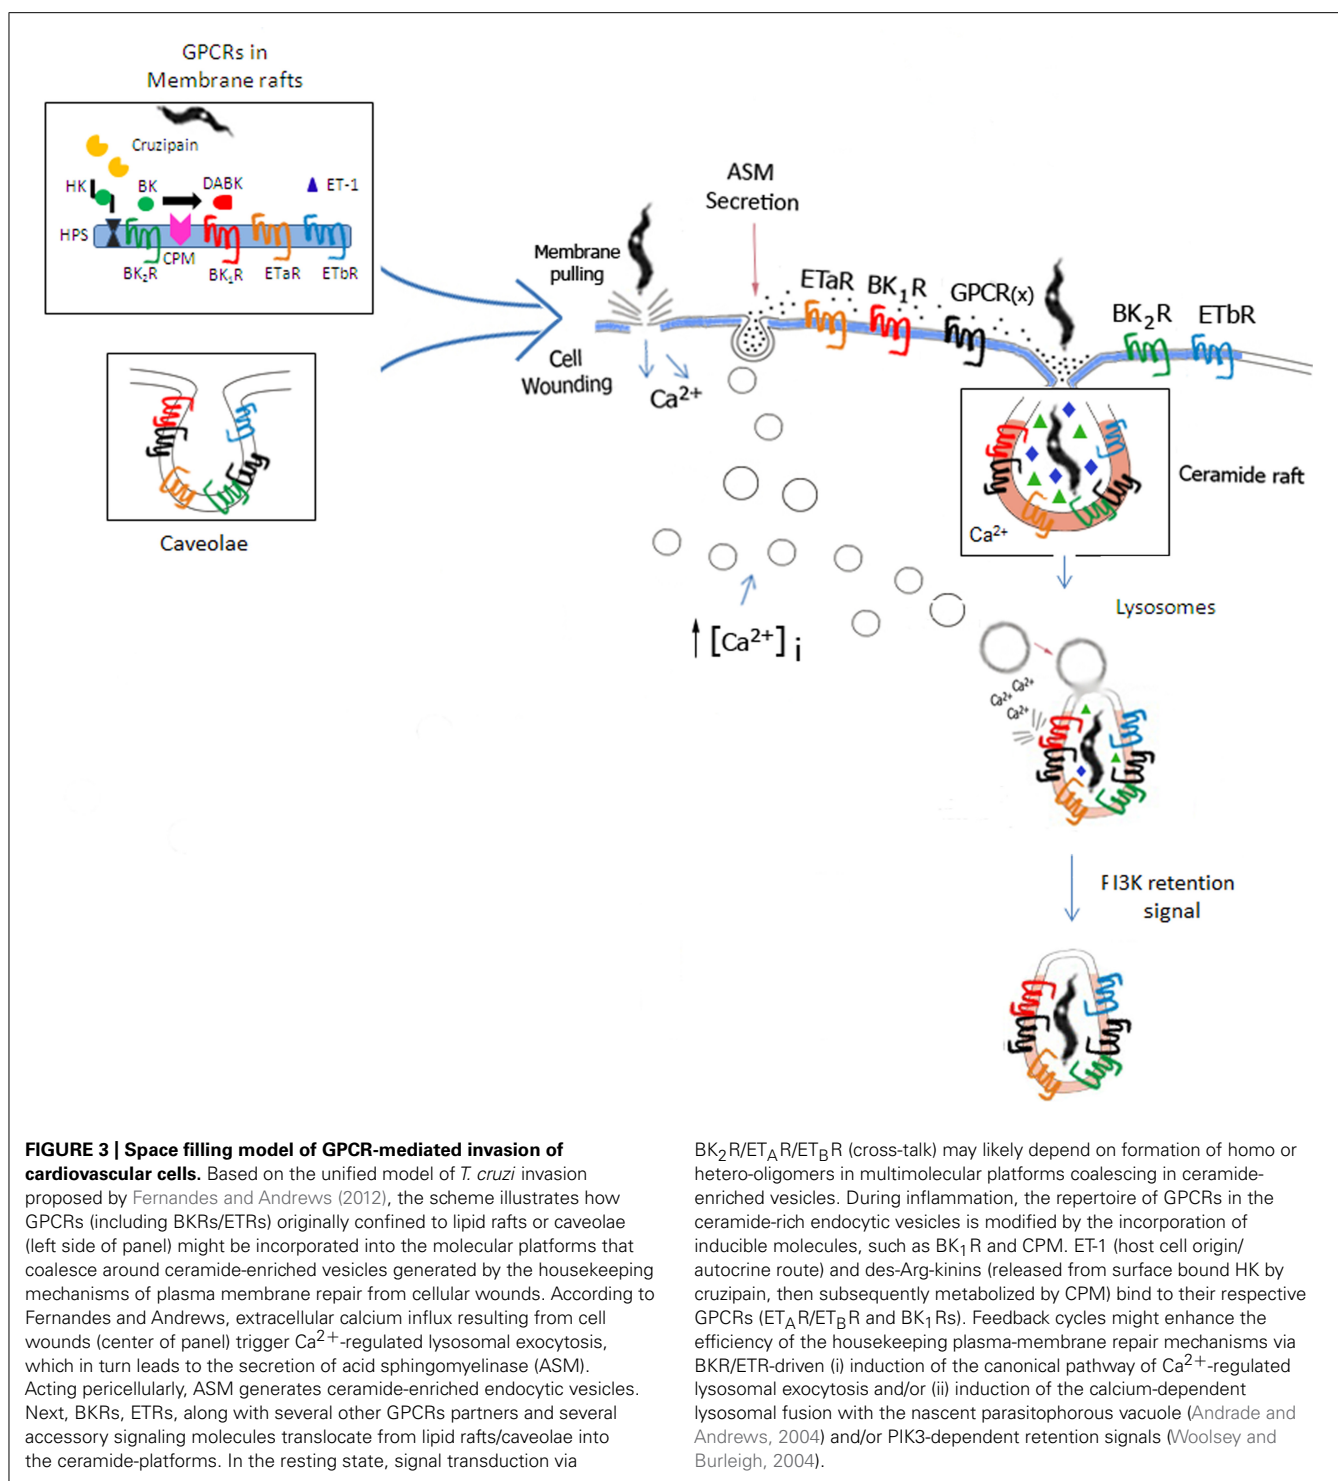 GPCRs in
Membrane rafts
Cruzipain
HK
BK
DABK
ET-1
HPS
CPM
BK₂R
BK₁R
ETaR
ETbR
Caveolae
Membrane
pulling
Cell
Wounding
Ca²⁺
ASM
Secretion
ETaR
BK₁R
GPCR(x)
BK₂R
ETbR
Ceramide raft
Ca²⁺
↑[Ca²⁺]i
Lysosomes
Ca²⁺
Ca²⁺
Ca²⁺
PI3K retention
signal
FIGURE 3 | Space filling model of GPCR-mediated invasion of
cardiovascular cells. Based on the unified model of T. cruzi invasion
proposed by Fernandes and Andrews (2012), the scheme illustrates how
GPCRs (including BKRs/ETRs) originally confined to lipid rafts or caveolae
(left side of panel) might be incorporated into the molecular platforms that
coalesce around ceramide-enriched vesicles generated by the housekeeping
mechanisms of plasma membrane repair from cellular wounds. According to
Fernandes and Andrews, extracellular calcium influx resulting from cell
wounds (center of panel) trigger Ca²⁺-regulated lysosomal exocytosis,
which in turn leads to the secretion of acid sphingomyelinase (ASM).
Acting pericellularly, ASM generates ceramide-enriched endocytic vesicles.
Next, BKRs, ETRs, along with several other GPCRs partners and several
accessory signaling molecules translocate from lipid rafts/caveolae into
the ceramide-platforms. In the resting state, signal transduction via
BK₂R/ET_AR/ET_BR (cross-talk) may likely depend on formation of homo or
hetero-oligomers in multimolecular platforms coalescing in ceramide-
enriched vesicles. During inflammation, the repertoire of GPCRs in the
ceramide-rich endocytic vesicles is modified by the incorporation of
inducible molecules, such as BK₁R and CPM. ET-1 (host cell origin/
autocrine route) and des-Arg-kinins (released from surface bound HK by
cruzipain, then subsequently metabolized by CPM) bind to their respective
GPCRs (ET_AR/ET_BR and BK₁Rs). Feedback cycles might enhance the
efficiency of the housekeeping plasma-membrane repair mechanisms via
BKR/ETR-driven (i) induction of the canonical pathway of Ca²⁺-regulated
lysosomal exocytosis and/or (ii) induction of the calcium-dependent
lysosomal fusion with the nascent parasitophorous vacuole (Andrade and
Andrews, 2004) and/or PIK3-dependent retention signals (Woolsey and
Burleigh, 2004).